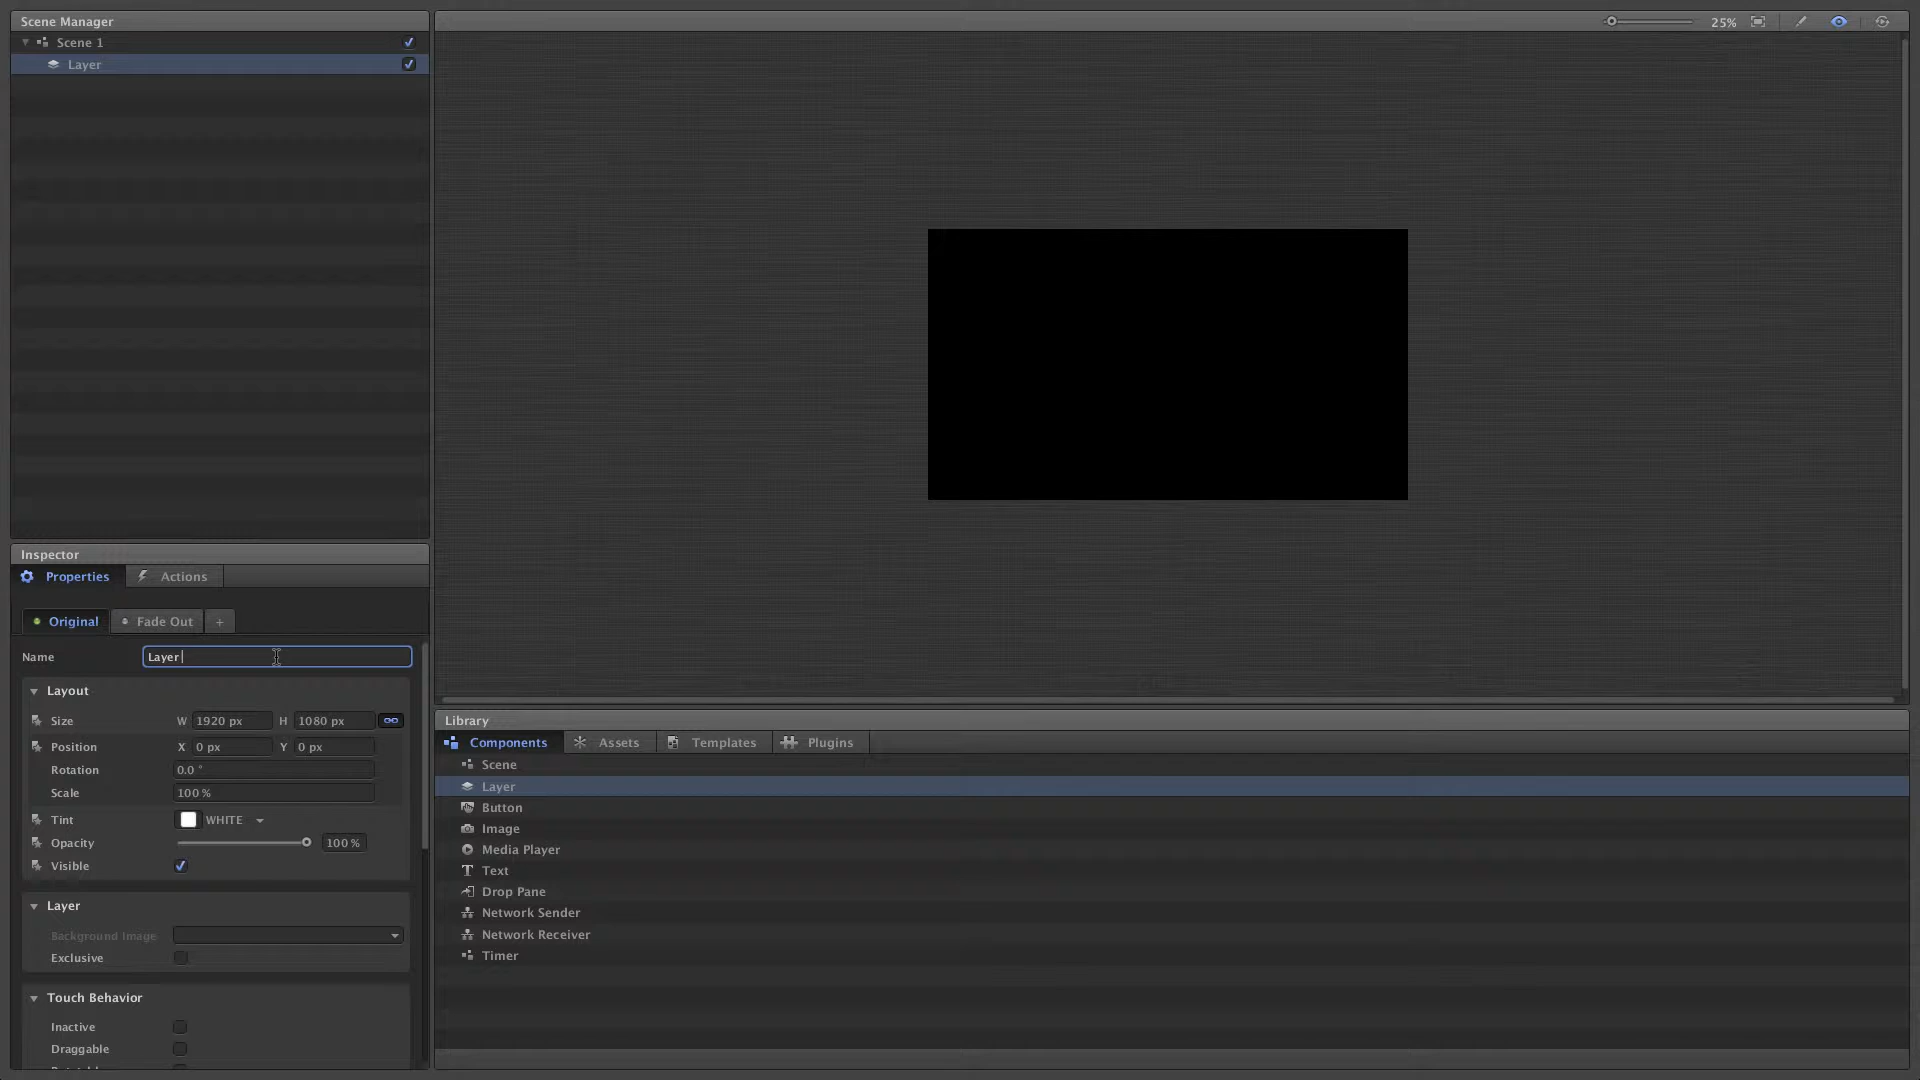 Scene Manager
Scene 1
Layer
25%
Inspector
Properties
Actions
Original
Fade Out
+
Name
Layer
Layout
Size
W
1920 px
H
1080 px
Position
X
0 px
Y
0 px
Rotation
0.0 °
Scale
100 %
Tint
WHITE
Opacity
100 %
Visible
Layer
Background Image
Exclusive
Touch Behavior
Inactive
Draggable
Library
Components
Assets
Templates
Plugins
Scene
Layer
Button
Image
Media Player
Text
Drop Pane
Network Sender
Network Receiver
Timer